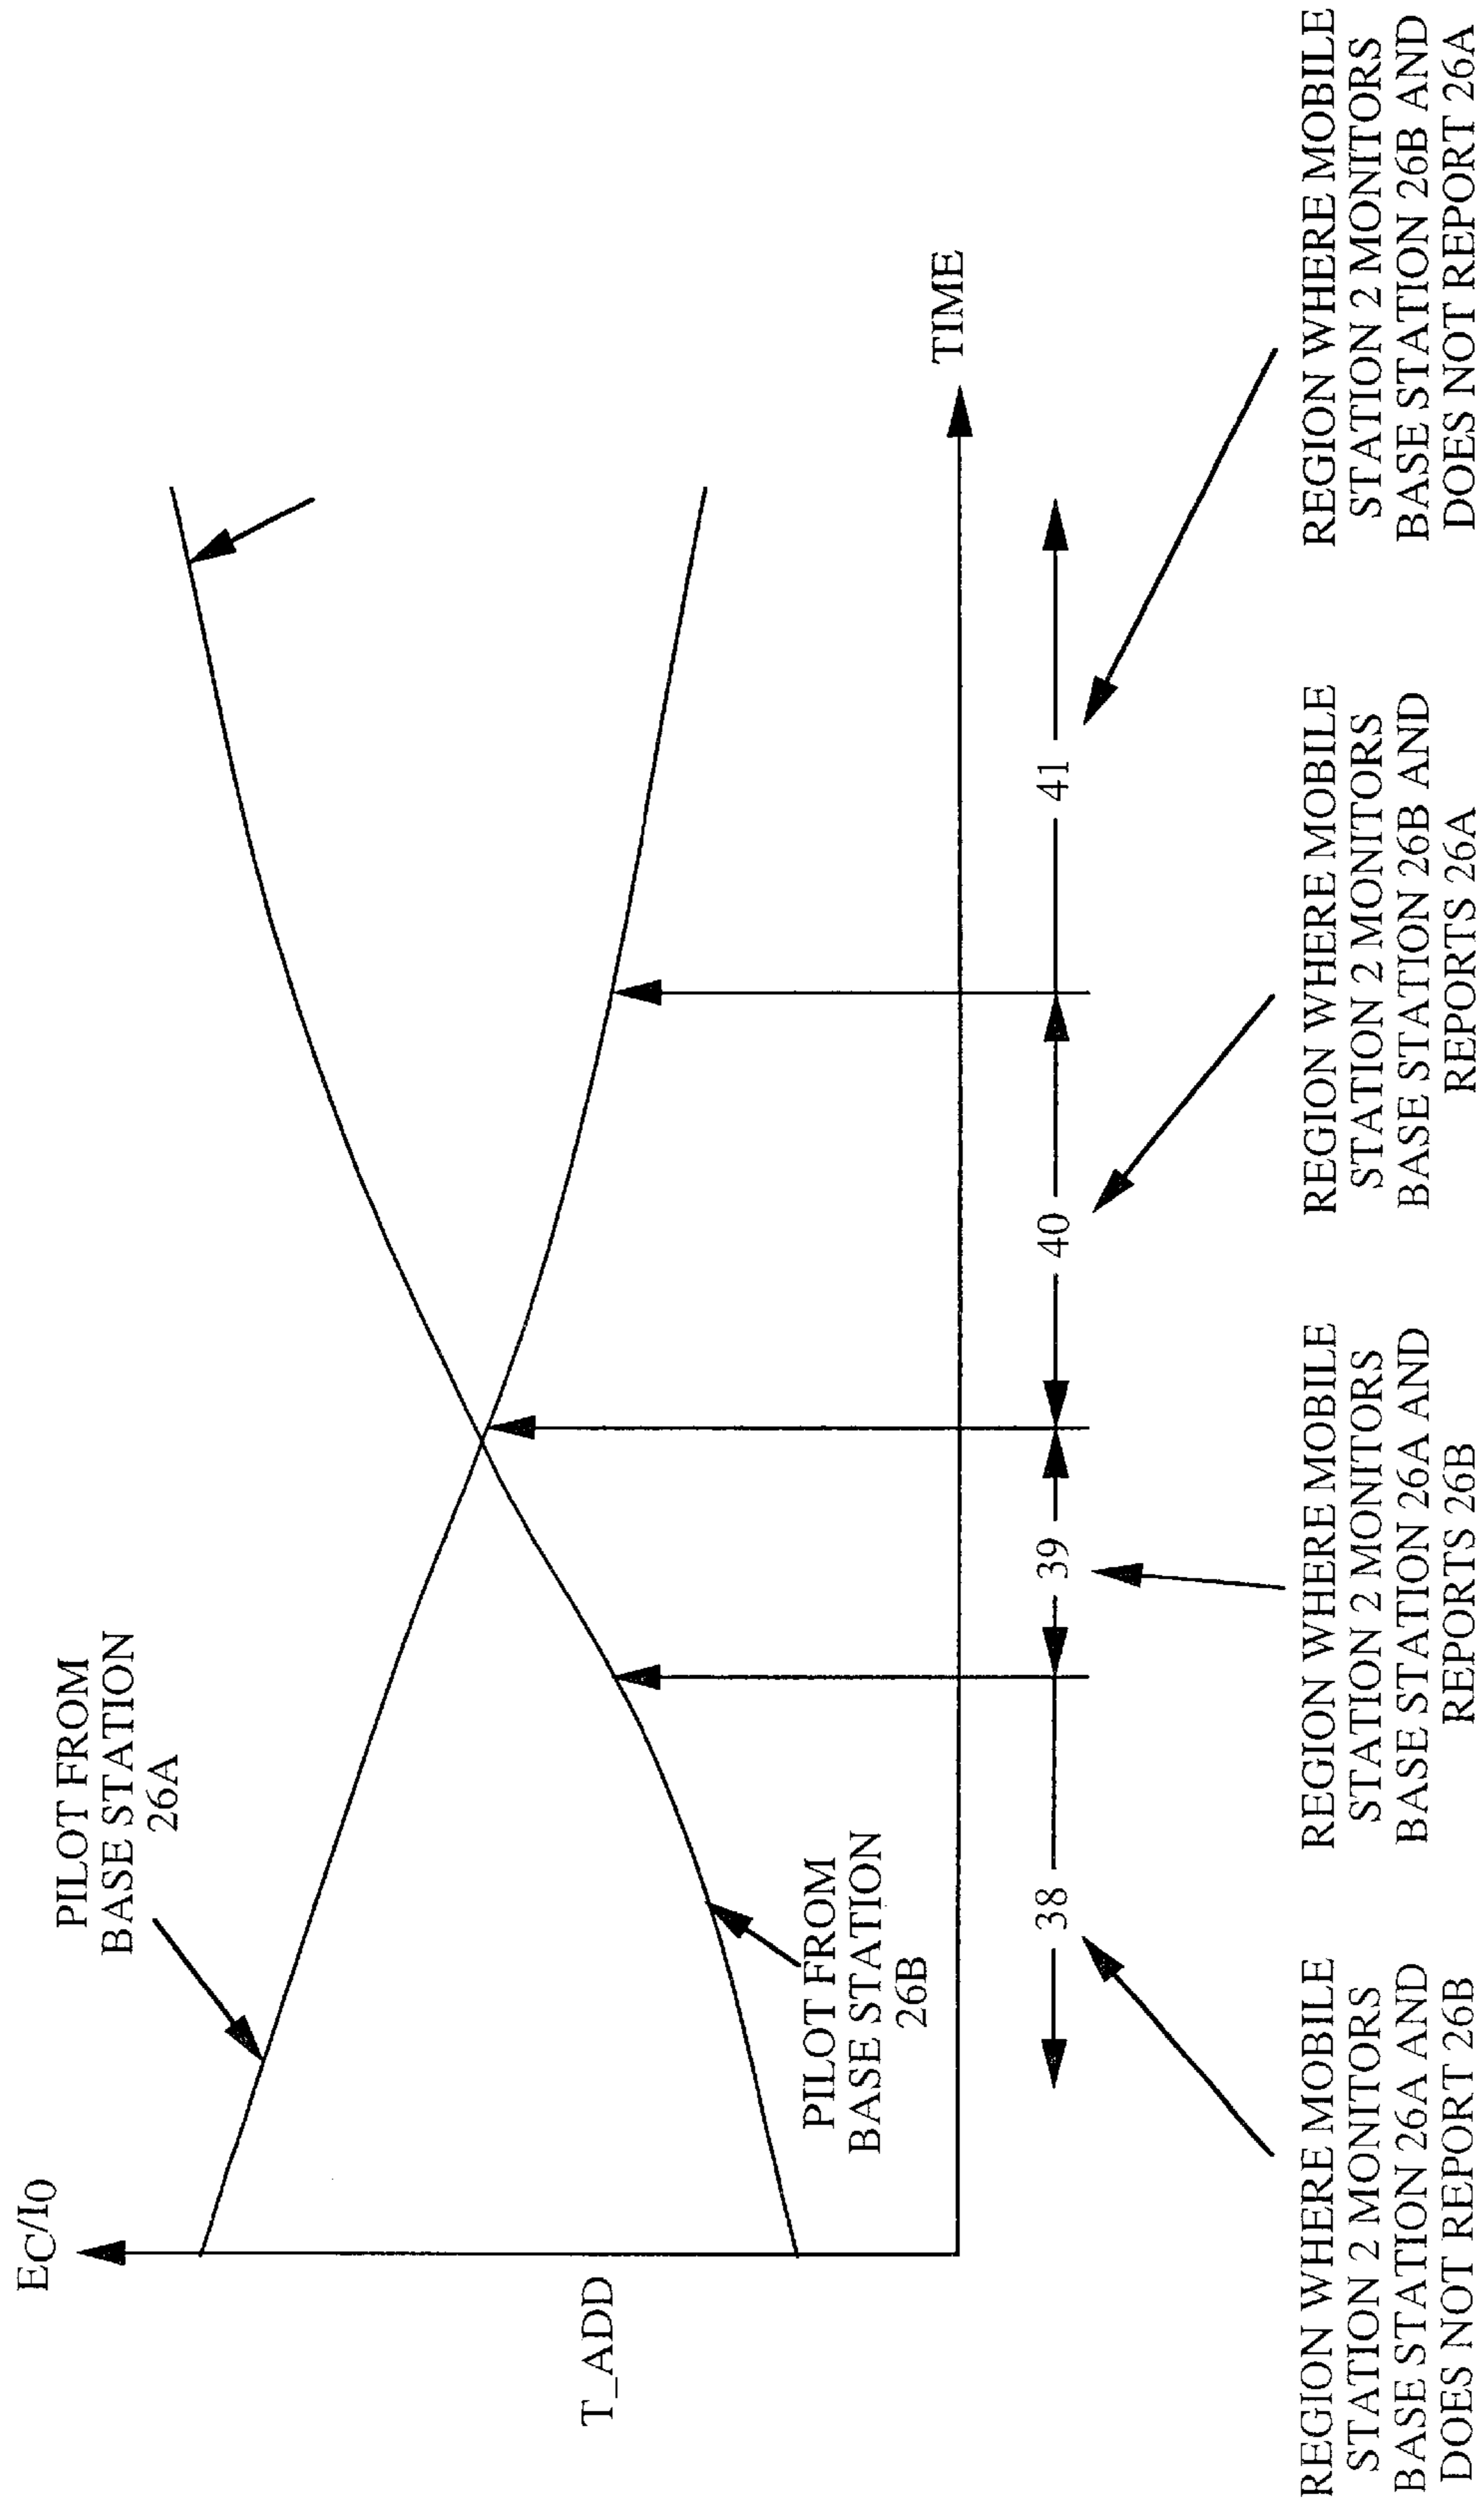 EC/I0
PILOT FROM
BASE STATION
26A
T_ADD
PILOT FROM
BASE STATION
26B
TIME
38
39
40
41
REGION WHERE MOBILE
STATION 2 MONITORS
BASE STATION 26A AND
DOES NOT REPORT 26B
REGION WHERE MOBILE
STATION 2 MONITORS
BASE STATION 26A AND
REPORTS 26B
REGION WHERE MOBILE
STATION 2 MONITORS
BASE STATION 26B AND
REPORTS 26A
REGION WHERE MOBILE
STATION 2 MONITORS
BASE STATION 26B AND
DOES NOT REPORT 26A